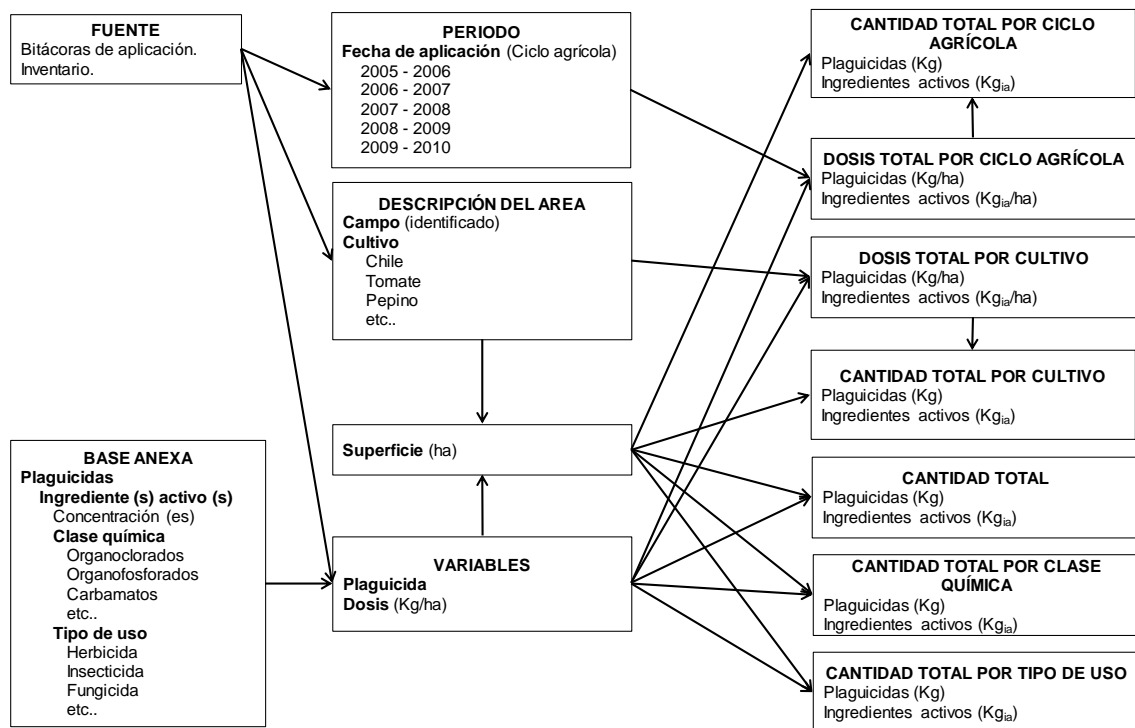 FUENTE
Bitácoras de aplicación.
Inventario.
PERIODO
Fecha de aplicación (Ciclo agrícola)
2005 - 2006
2006 - 2007
2007 - 2008
2008 - 2009
2009 - 2010
DESCRIPCIÓN DEL AREA
Campo (identificado)
Cultivo
Chile
Tomate
Pepino
etc..
Superficie (ha)
BASE ANEXA
Plaguicidas
Ingrediente (s) activo (s)
Concentración (es)
Clase química
Organoclorados
Organofosforados
Carbamatos
etc..
Tipo de uso
Herbicida
Insecticida
Fungicida
etc..
VARIABLES
Plaguicida
Dosis (Kg/ha)
CANTIDAD TOTAL POR CICLO
AGRÍCOLA
Plaguicidas (Kg)
Ingredientes activos (Kgia)
DOSIS TOTAL POR CICLO AGRÍCOLA
Plaguicidas (Kg/ha)
Ingredientes activos (Kgia/ha)
DOSIS TOTAL POR CULTIVO
Plaguicidas (Kg/ha)
Ingredientes activos (Kgia/ha)
CANTIDAD TOTAL POR CULTIVO
Plaguicidas (Kg)
Ingredientes activos (Kgia)
CANTIDAD TOTAL
Plaguicidas (Kg)
Ingredientes activos (Kgia)
CANTIDAD TOTAL POR CLASE
QUÍMICA
Plaguicidas (Kg)
Ingredientes activos (Kgia)
CANTIDAD TOTAL POR TIPO DE USO
Plaguicidas (Kg)
Ingredientes activos (Kgia)